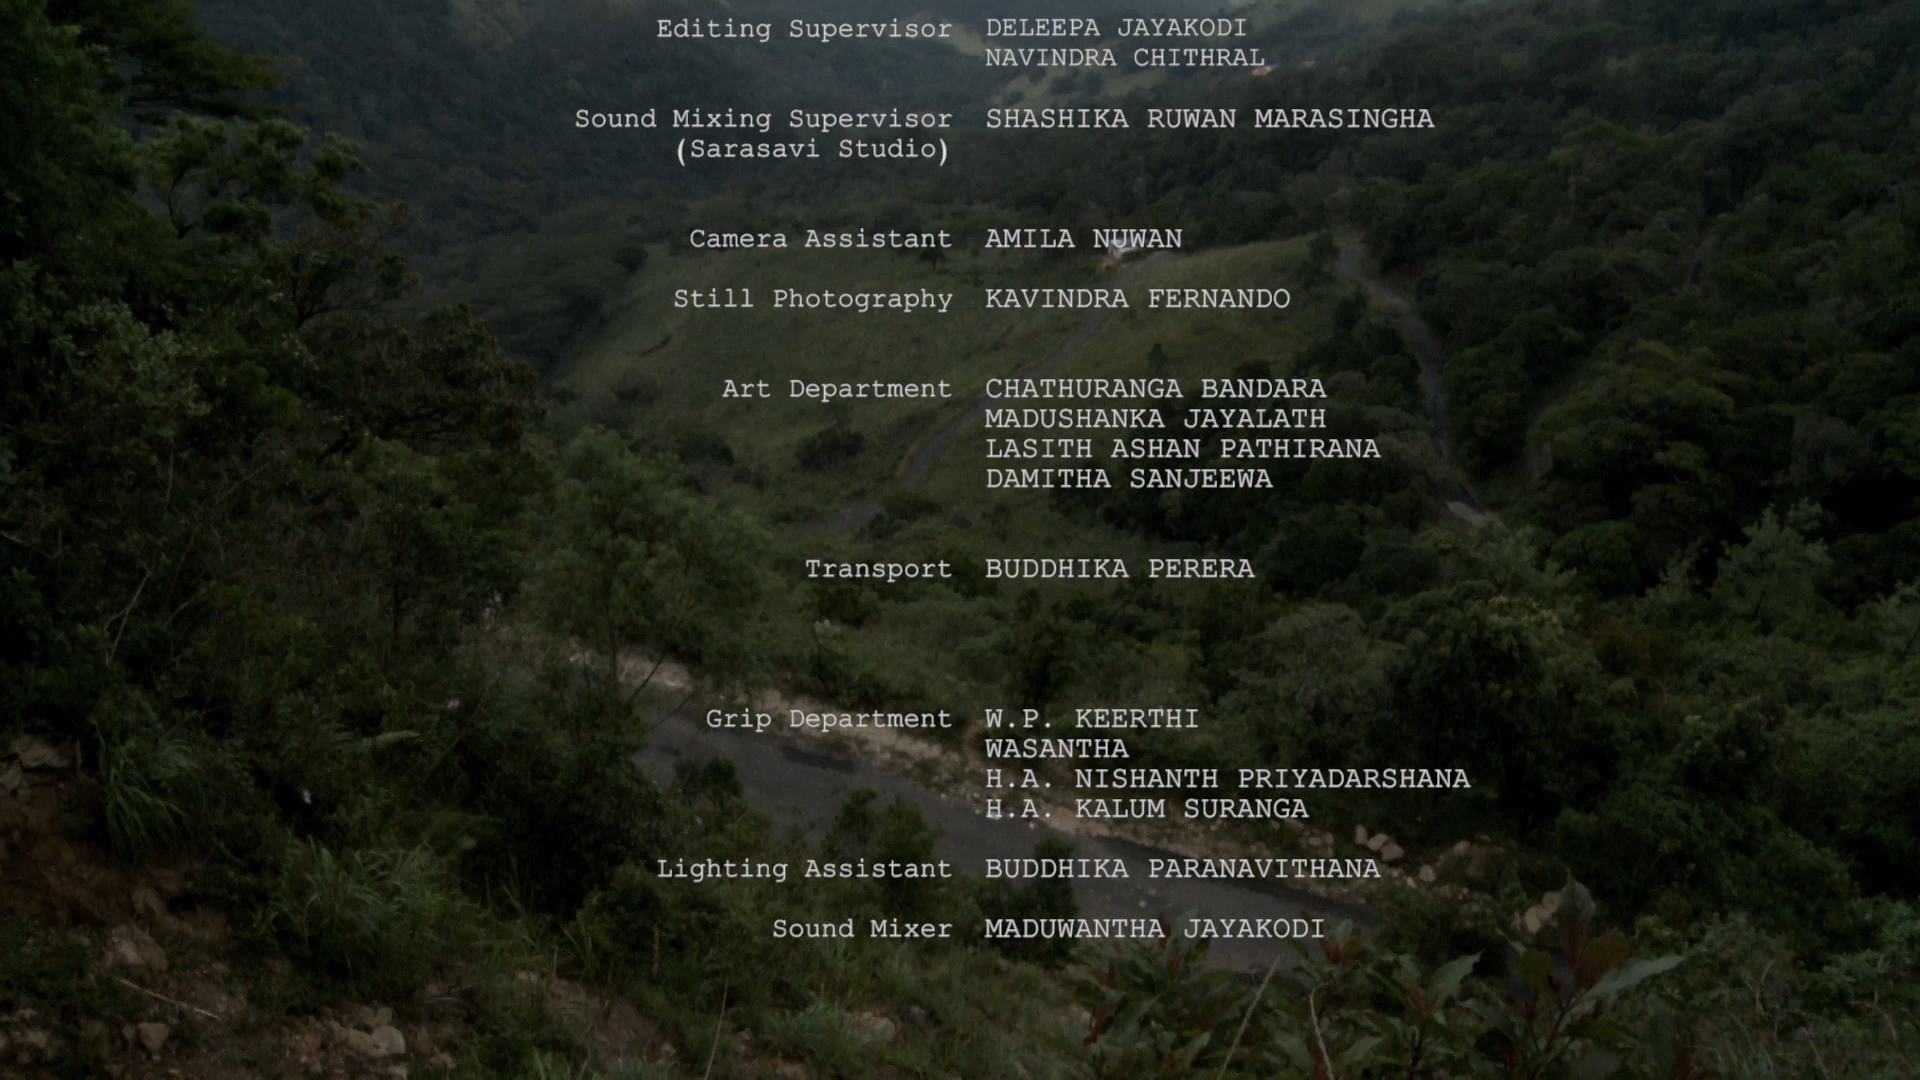 Editing Supervisor DELEEPA JAYAKODI
NAVINDRA CHITHRAL
Sound Mixing Supervisor SHASHIKA RUWAN MARASINGHA
(Sarasavi Studio)
Camera Assistant AMILA NUWAN
Still Photography KAVINDRA FERNANDO
Art Department CHATHURANGA BANDARA
MADUSHANKA JAYALATH
LASITH ASHAN PATHIRANA
DAMITHA SANJEEWA
Transport BUDDHIKA PERERA
Grip Department W.P. KEERTHI
WASANTHA
H.A. NISHANTH PRIYADARSHANA
H.A. KALUM SURANGA
Lighting Assistant BUDDHIKA PARANAVITHANA
Sound Mixer MADUWANTHA JAYAKODI